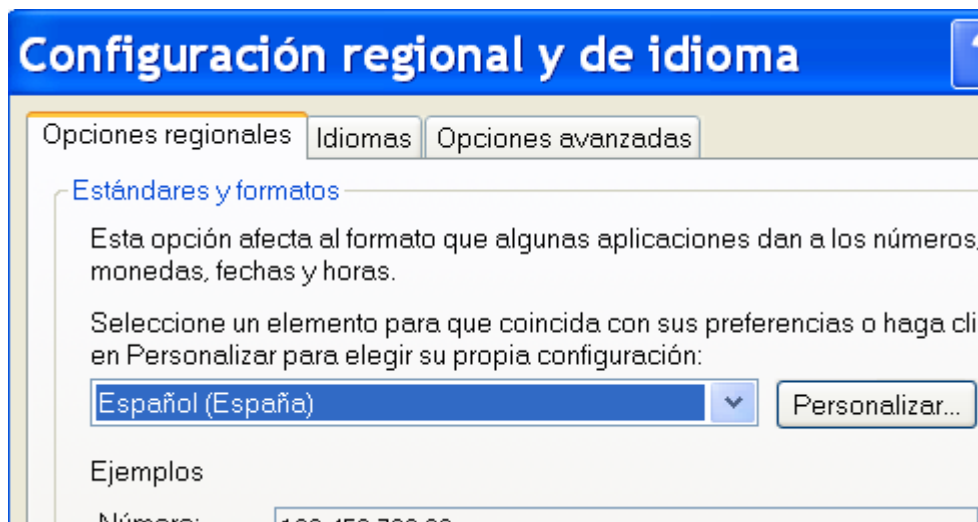 Configuración regional y de idioma
Opciones regionales
Idiomas
Opciones avanzadas
Estándares y formatos
Esta opción afecta al formato que algunas aplicaciones dan a los números,
monedas, fechas y horas.
Seleccione un elemento para que coincida con sus preferencias o haga cli
en Personalizar para elegir su propia configuración:
Español (España)
Personalizar...
Ejemplos
Número: